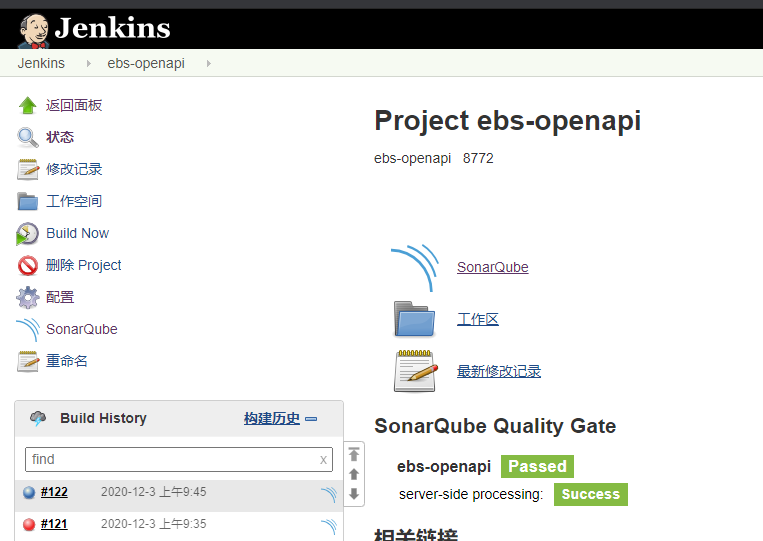 Jenkins
Jenkins ebs-openapi
返回面板
状态
修改记录
工作空间
Build Now
删除 Project
配置
SonarQube
重命名
Build History 构建历史
find x
#122 2020-12-3 上午9:45
#121 2020-12-3 上午9:35
Project ebs-openapi
ebs-openapi 8772
SonarQube
工作区
最新修改记录
SonarQube Quality Gate
ebs-openapi Passed
server-side processing: Success
相关链接